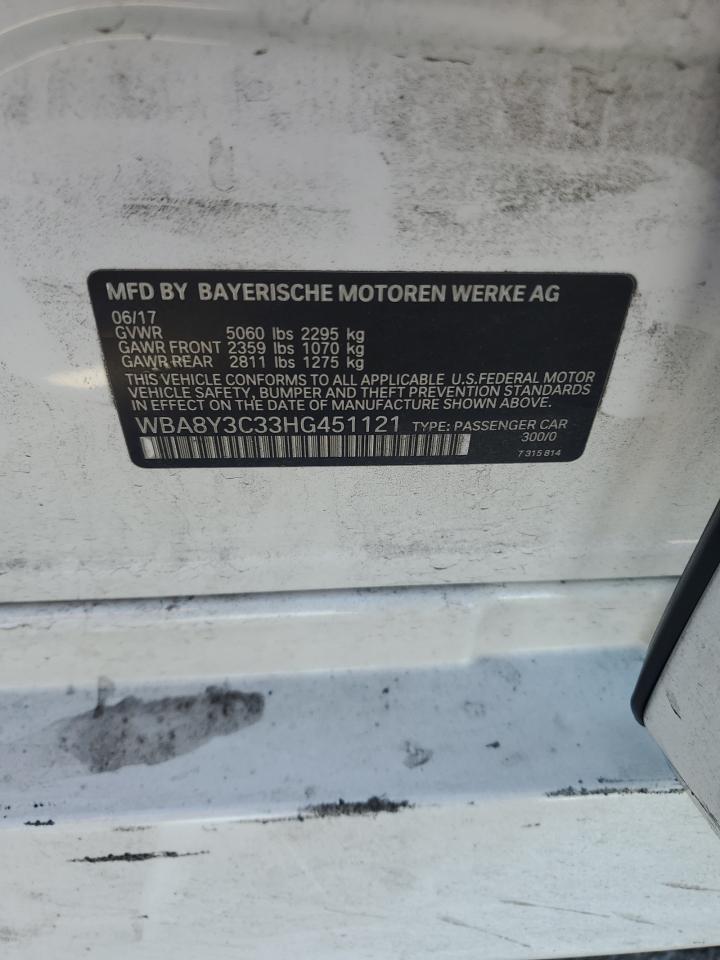 MFD BY BAYERISCHE MOTOREN WERKE AG
06/17
GVWR 5060 lbs 2295 kg
GAWR FRONT 2359 lbs 1070 kg
GAWR REAR 2811 lbs 1275 kg
THIS VEHICLE CONFORMS TO ALL APPLICABLE U.S.FEDERAL MOTOR
VEHICLE SAFETY, BUMPER AND THEFT PREVENTION STANDARDS
IN EFFECT ON THE DATE OF MANUFACTURE SHOWN ABOVE.
WBA8Y3C33HG451121 TYPE: PASSENGER CAR
300/0
7 315 814